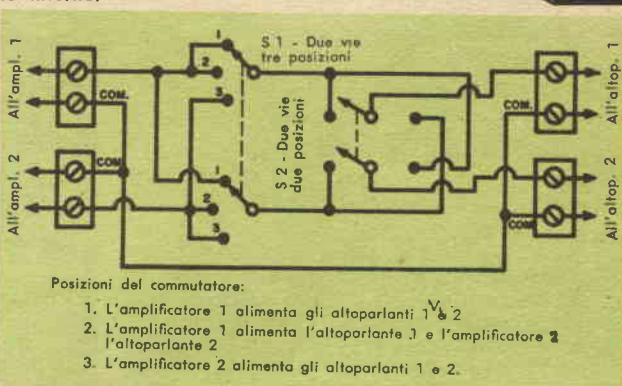 S 1 - Due vie
tre posizioni
S 2 - Due vie
due posizioni
All'ampl. 1
All'ampl. 2
COM.
COM
1
2
3
1
2
3
COM.
COM
All'altop. 1
All'altop. 2
Posizioni del commutatore:
1. L'amplificatore 1 alimenta gli altoparlanti 1 e 2
2. L'amplificatore 1 alimenta l'altoparlante 1 e l'amplificatore 2
l'altoparlante 2
3. L'amplificatore 2 alimenta gli altoparlanti 1 e 2.